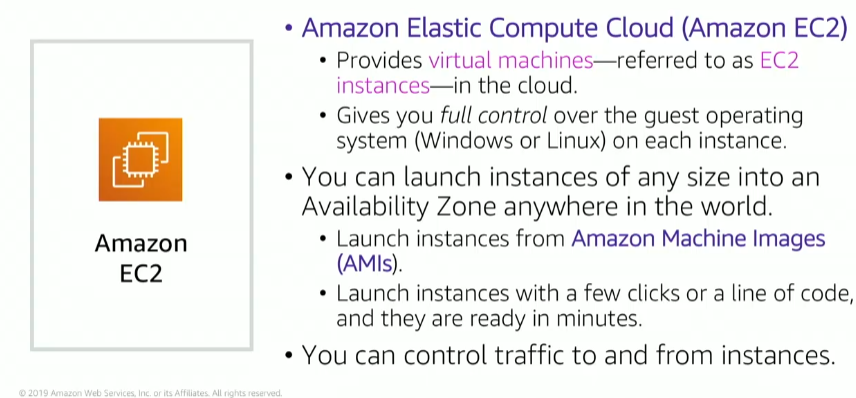 • Amazon Elastic Compute Cloud (Amazon EC2)
• Provides virtual machines—referred to as EC2
instances—in the cloud.
• Gives you full control over the guest operating
system (Windows or Linux) on each instance.
• You can launch instances of any size into an
Availability Zone anywhere in the world.
• Launch instances from Amazon Machine Images
(AMIs).
• Launch instances with a few clicks or a line of code,
and they are ready in minutes.
• You can control traffic to and from instances.
Amazon
EC2
© 2019 Amazon Web Services, Inc. or its Affiliates. All rights reserved.